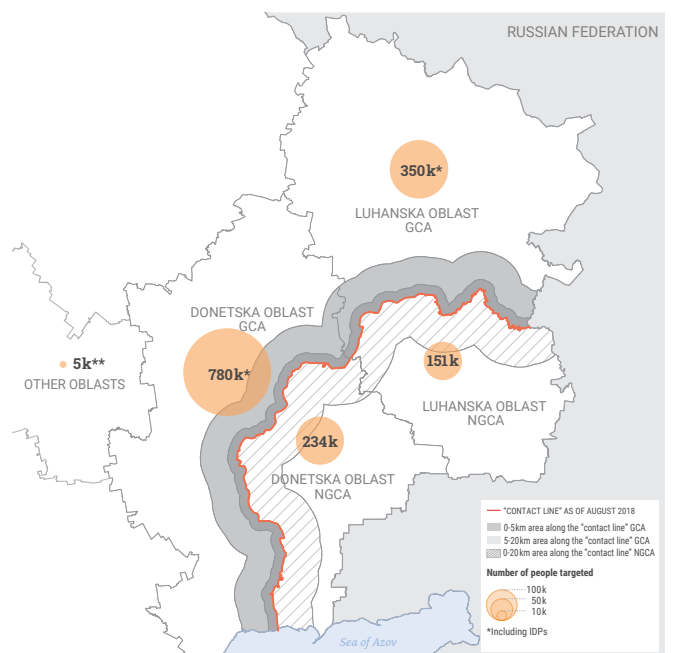 RUSSIAN FEDERATION
350k*
LUHANSKA OBLAST
GCA
DONETSKA OBLAST
GCA
780k*
5k**
OTHER OBLASTS
151k
LUHANSKA OBLAST
NGCA
234k
DONETSKA OBLAST
NGCA
Sea of Azov
“CONTACT LINE” AS OF AUGUST 2018
0-5km area along the “contact line” GCA
5-20km area along the “contact line” GCA
0-20km area along the “contact line” NGCA
Number of people targeted
100k
50k
10k
*Including IDPs